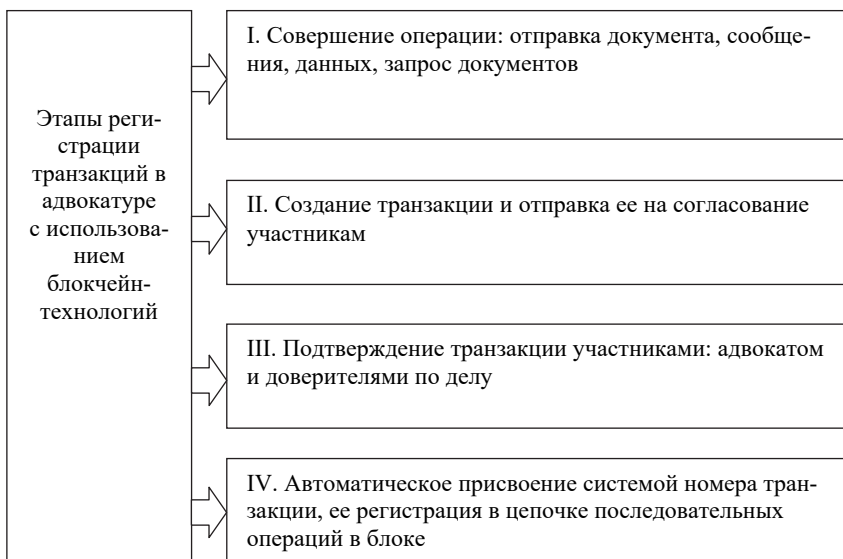 Этапы реги-
страции
транзакций в
адвокатуре
с использова-
нием
блокчейн-
технологий
I. Совершение операции: отправка документа, сообще-
ния, данных, запрос документов
II. Создание транзакции и отправка ее на согласование
участникам
III. Подтверждение транзакции участниками: адвокатом
и доверителями по делу
IV. Автоматическое присвоение системой номера тран-
закции, ее регистрация в цепочке последовательных
операций в блоке